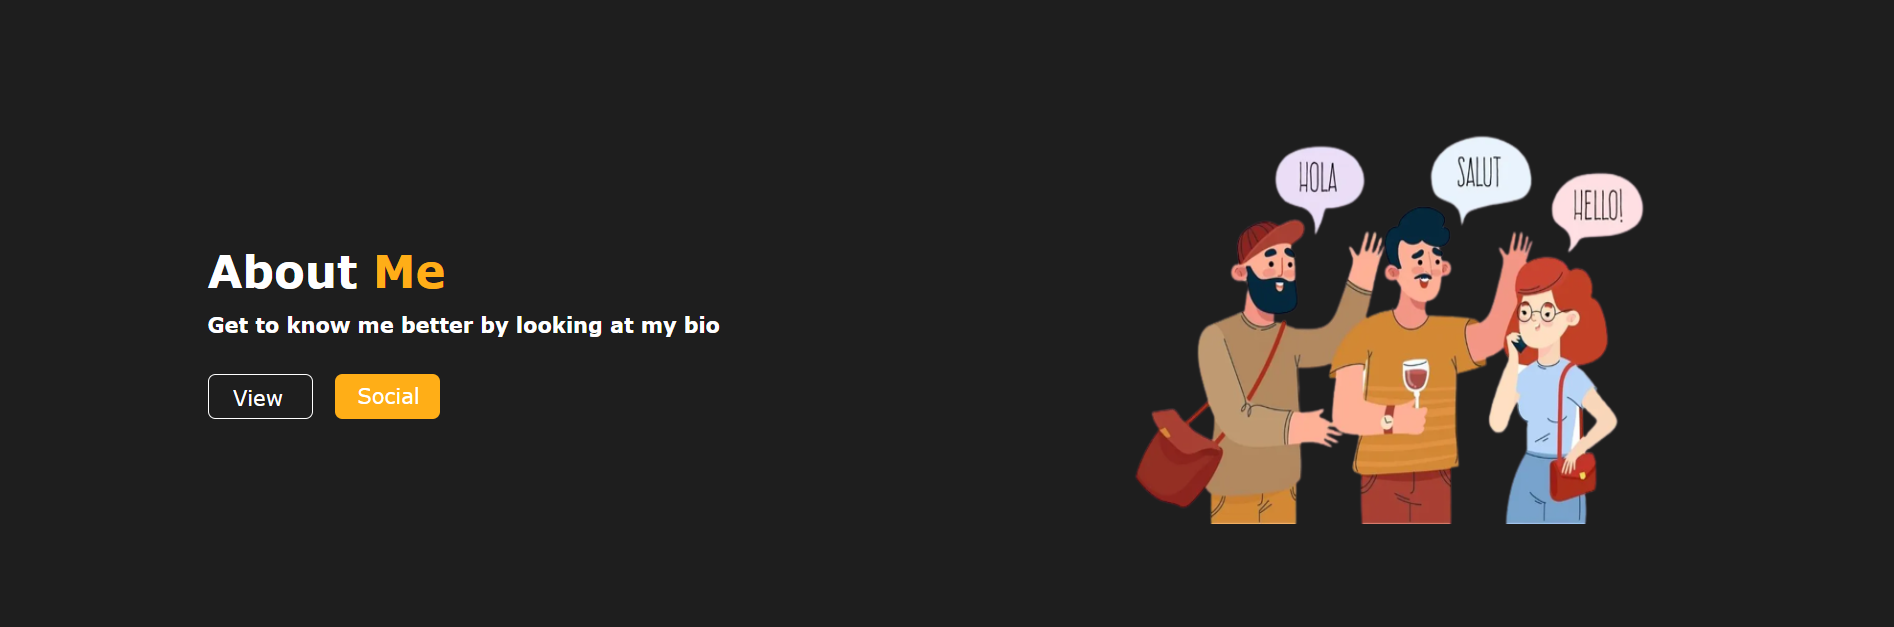 About Me
Get to know me better by looking at my bio
View
Social
HOLA
SALUT
HELLO!